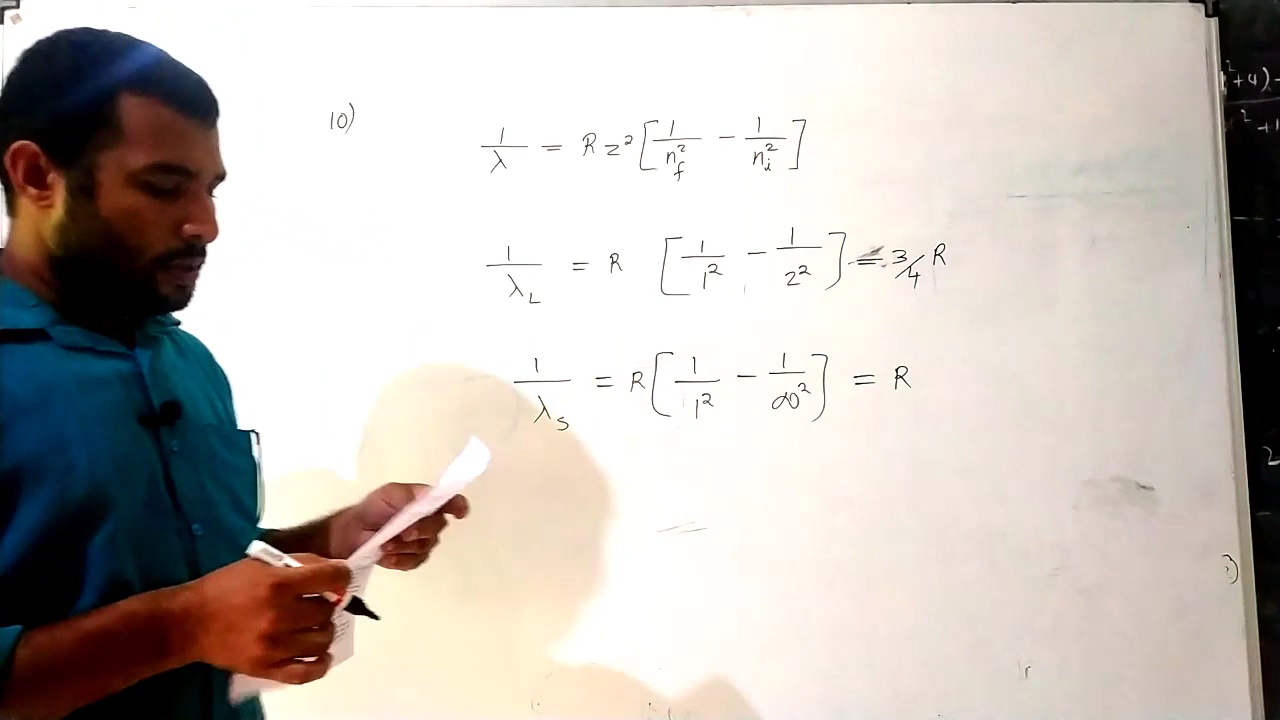 10)
1/λ = R z² [1/n_f² − 1/n_i²]
1/λ_L = R [1/1² − 1/2²] = 3/4 R
1/λ_S = R [1/1² − 1/∞²] = R